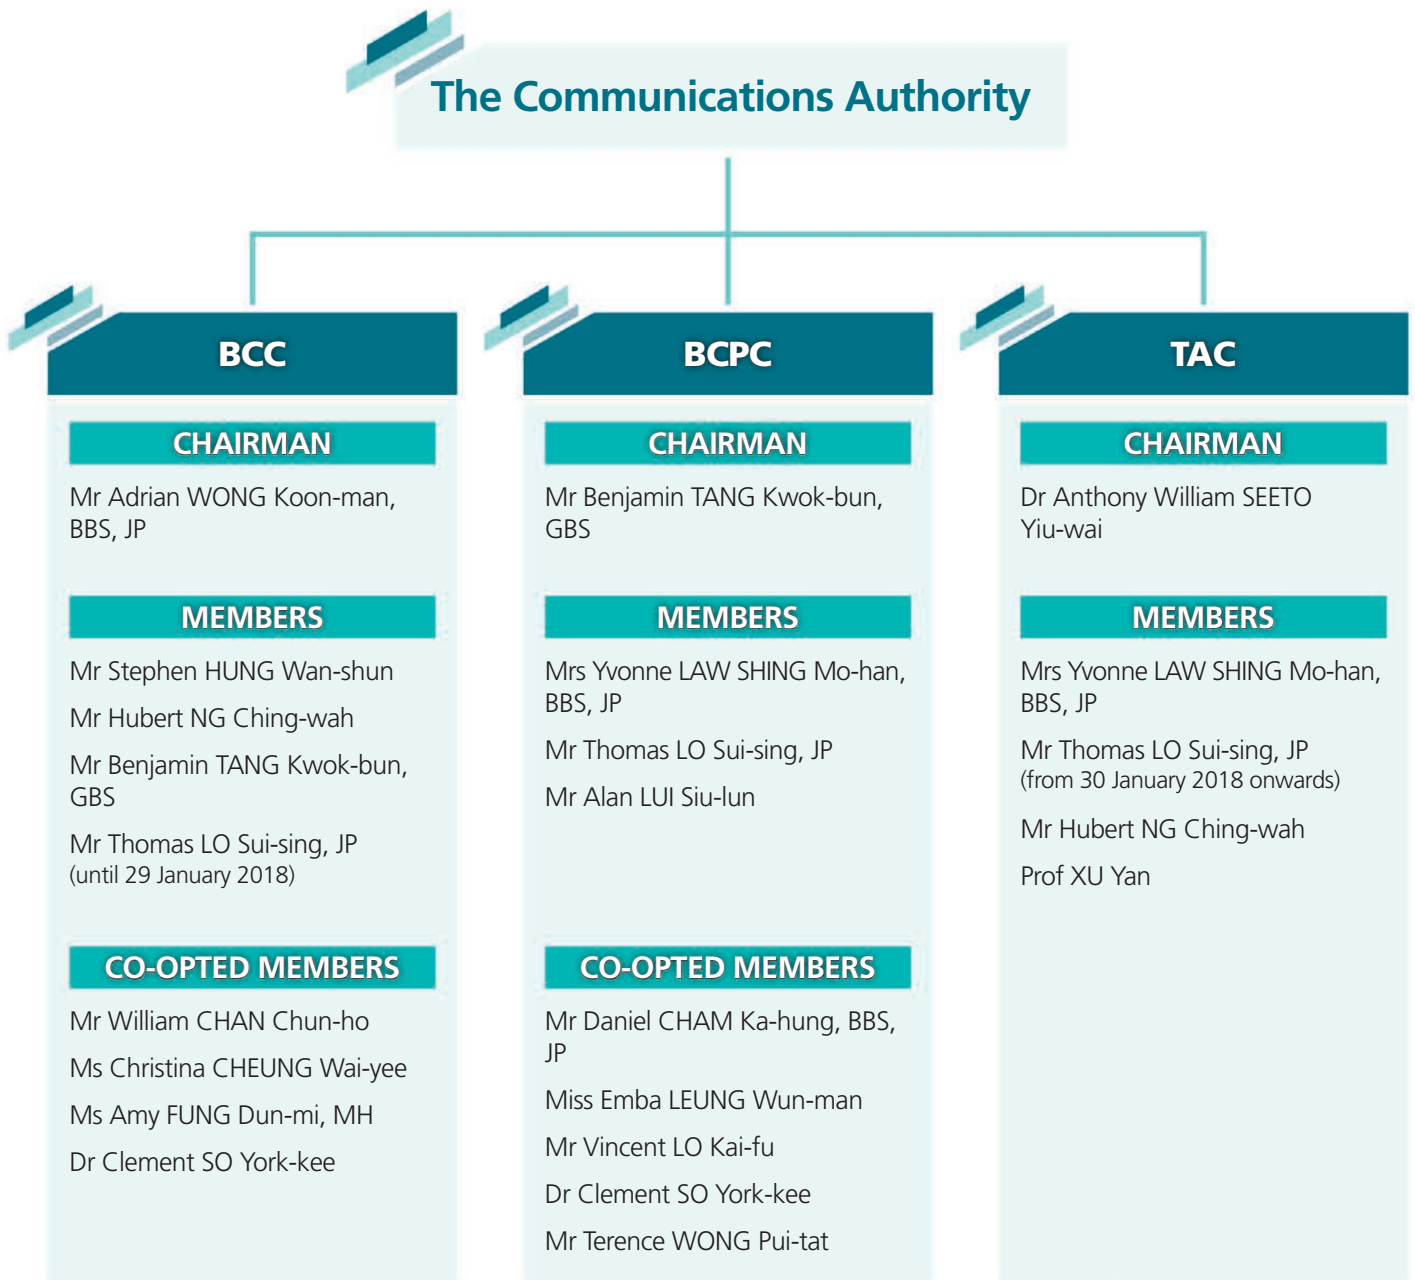 The Communications Authority
BCC
CHAIRMAN
Mr Adrian WONG Koon-man,
BBS, JP
MEMBERS
Mr Stephen HUNG Wan-shun
Mr Hubert NG Ching-wah
Mr Benjamin TANG Kwok-bun,
GBS
Mr Thomas LO Sui-sing, JP
(until 29 January 2018)
CO-OPTED MEMBERS
Mr William CHAN Chun-ho
Ms Christina CHEUNG Wai-yee
Ms Amy FUNG Dun-mi, MH
Dr Clement SO York-kee
BCPC
CHAIRMAN
Mr Benjamin TANG Kwok-bun,
GBS
MEMBERS
Mrs Yvonne LAW SHING Mo-han,
BBS, JP
Mr Thomas LO Sui-sing, JP
Mr Alan LUI Siu-lun
CO-OPTED MEMBERS
Mr Daniel CHAM Ka-hung, BBS,
JP
Miss Emba LEUNG Wun-man
Mr Vincent LO Kai-fu
Dr Clement SO York-kee
Mr Terence WONG Pui-tat
TAC
CHAIRMAN
Dr Anthony William SEETO
Yiu-wai
MEMBERS
Mrs Yvonne LAW SHING Mo-han,
BBS, JP
Mr Thomas LO Sui-sing, JP
(from 30 January 2018 onwards)
Mr Hubert NG Ching-wah
Prof XU Yan